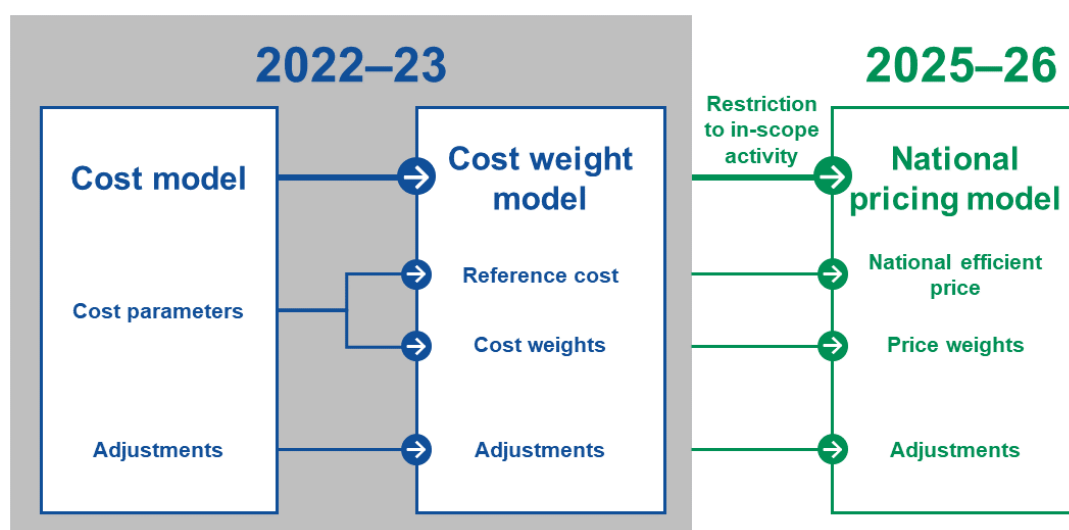 2022–23
2025–26
Restriction
to in-scope
activity
Cost model
Cost weight
model
National
pricing model
Cost parameters
Reference cost
National efficient
price
Cost weights
Price weights
Adjustments
Adjustments
Adjustments